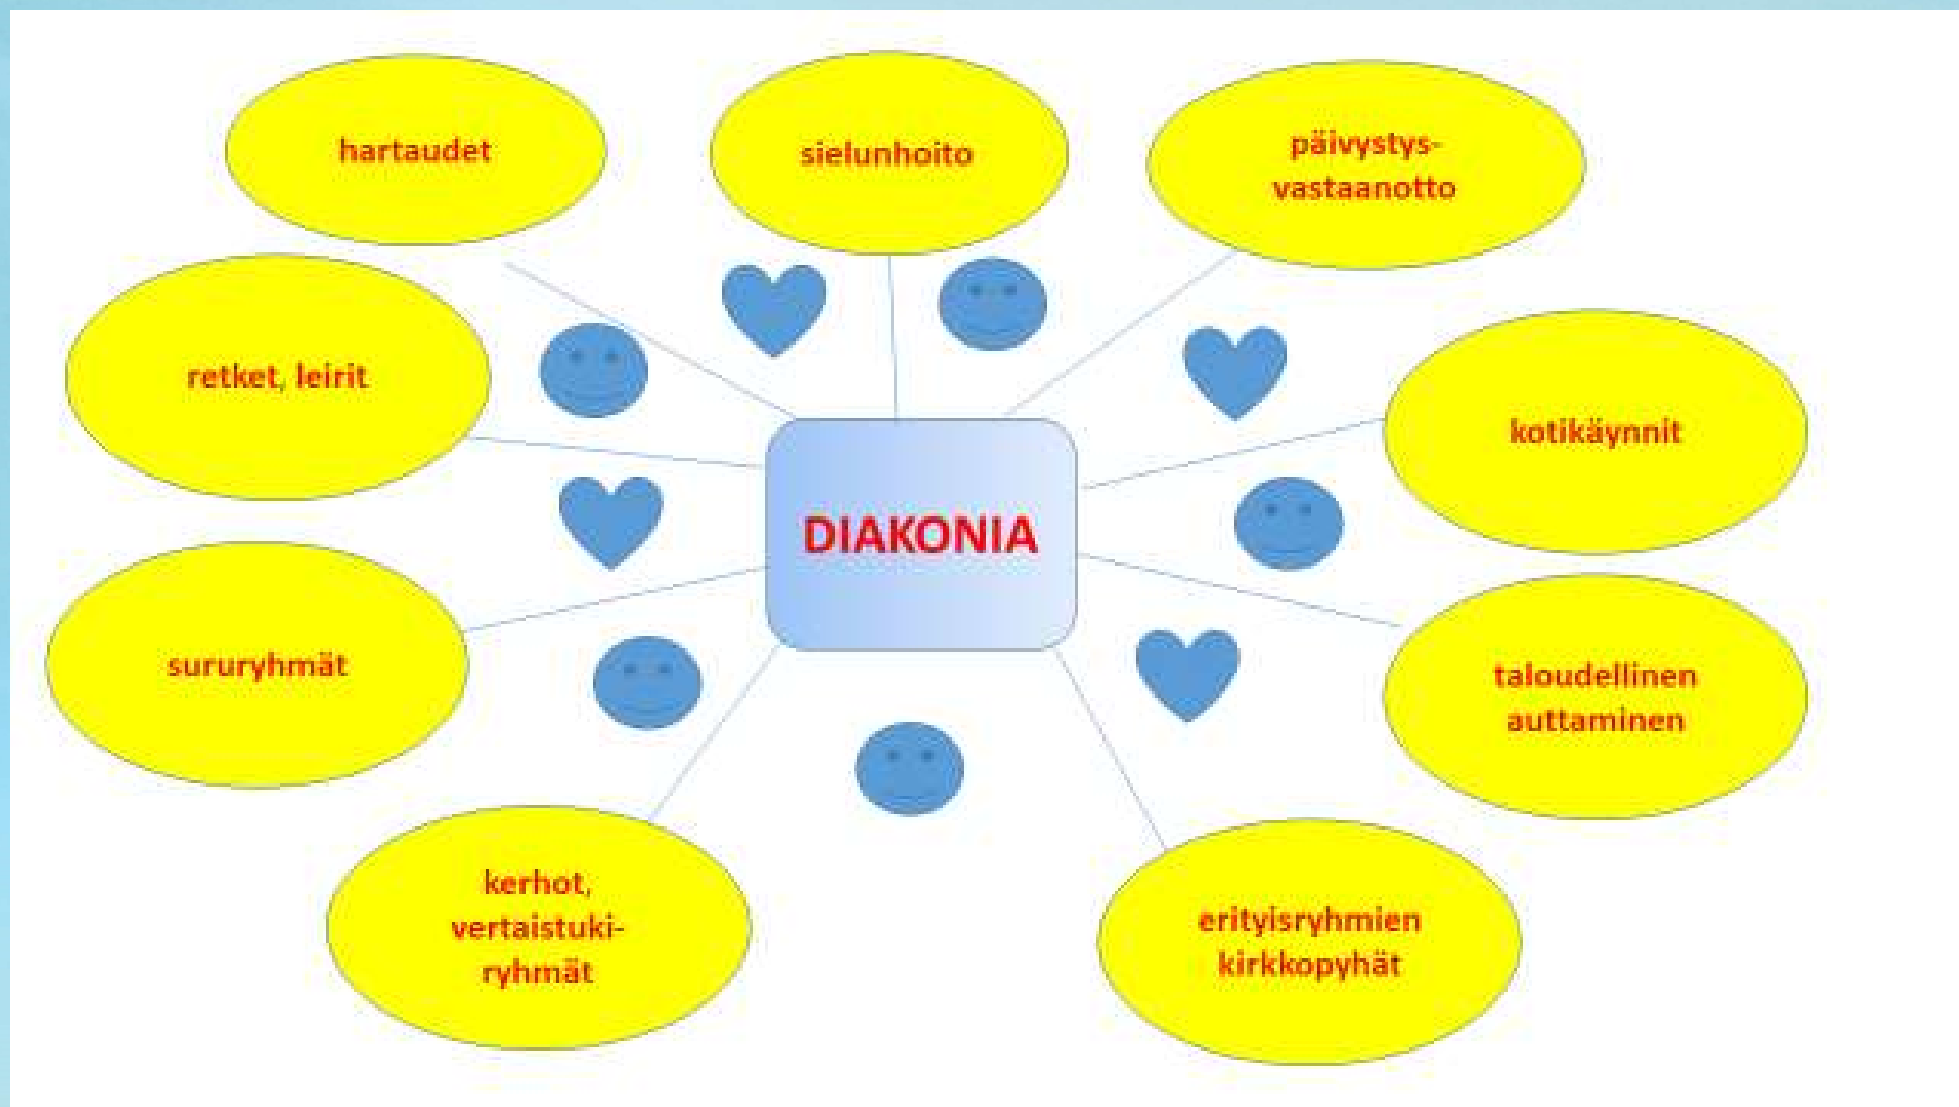 hartaudet
sielunhoito
päivystys-
vastaanotto
retket, leirit
kotikäynnit
DIAKONIA
sururyhmät
taloudellinen
auttaminen
kerhot,
vertaistuki-
ryhmät
erityisryhmien
kirkkopyhät